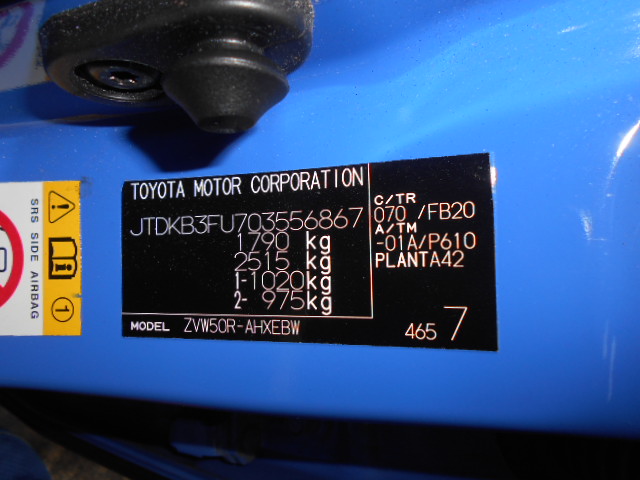 TOYOTA MOTOR CORPORATION
JTDKB3FU703556867
1790 kg
2515 kg
1-1020kg
2- 975kg
C/TR
070 /FB20
A/TM
-01A/P610
PLANTA42
MODEL ZVW50R-AHXEBW
465 7
SRS SIDE AIRBAG
1